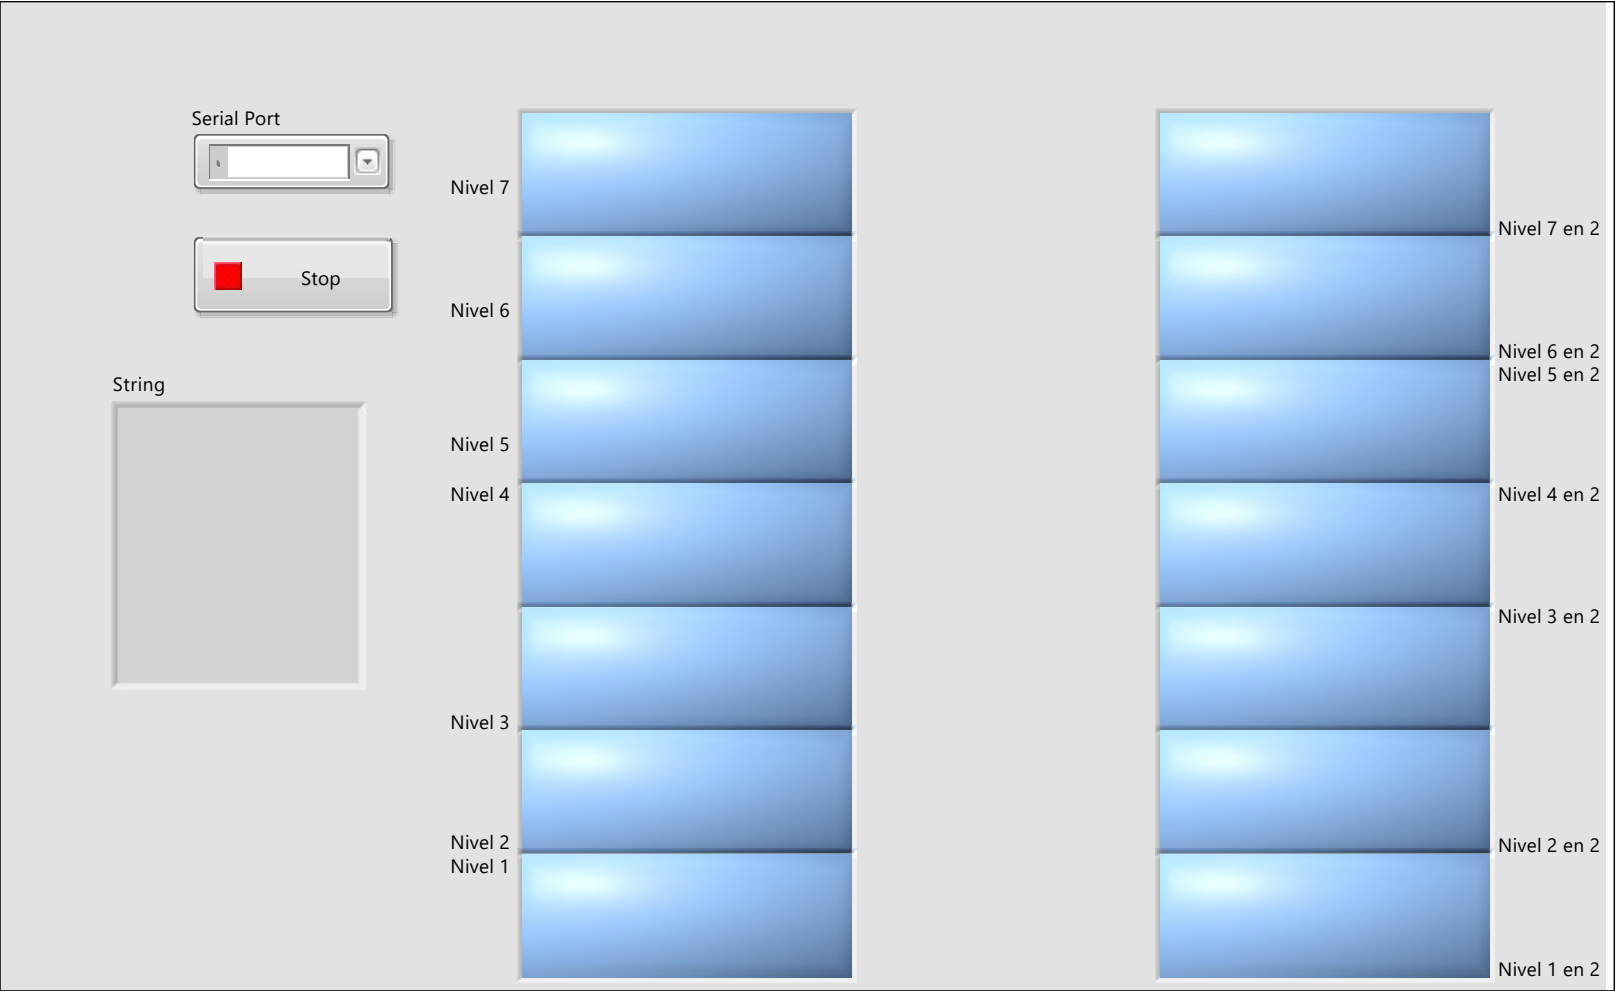 Serial Port
Stop
String
Nivel 7
Nivel 6
Nivel 5
Nivel 4
Nivel 3
Nivel 2
Nivel 1
Nivel 7 en 2
Nivel 6 en 2
Nivel 5 en 2
Nivel 4 en 2
Nivel 3 en 2
Nivel 2 en 2
Nivel 1 en 2